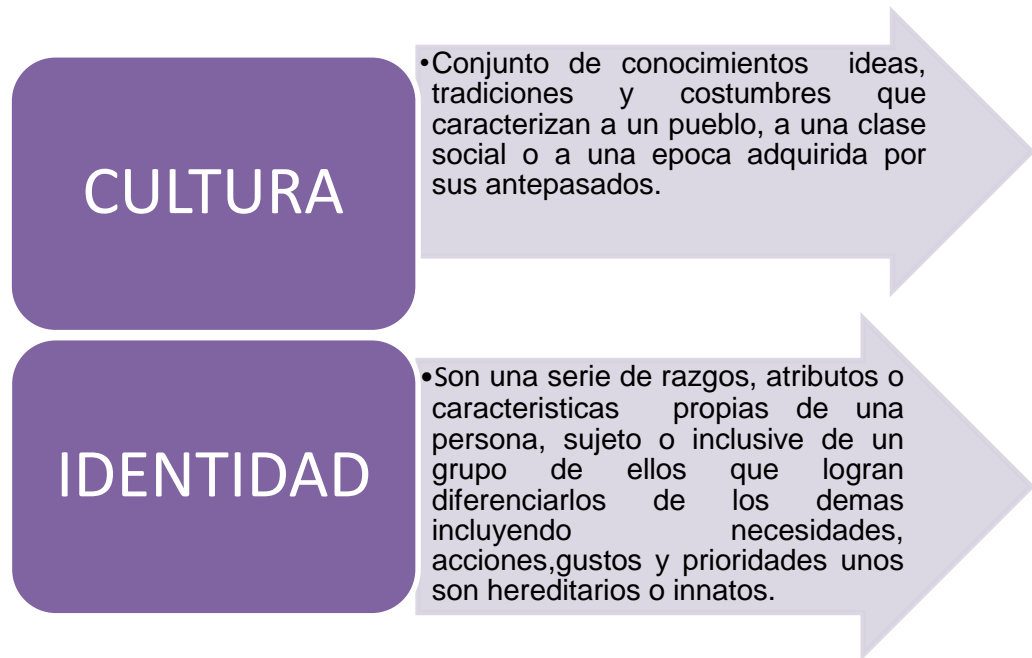 CULTURA
•Conjunto de conocimientos ideas,
tradiciones y costumbres que
caracterizan a un pueblo, a una clase
social o a una epoca adquirida por
sus antepasados.
IDENTIDAD
•Son una serie de razgos, atributos o
caracteristicas propias de una
persona, sujeto o inclusive de un
grupo de ellos que logran
diferenciarlos de los demas
incluyendo necesidades,
acciones,gustos y prioridades unos
son hereditarios o innatos.